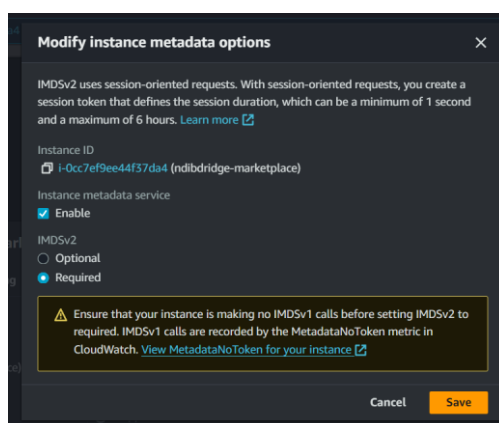 Modify instance metadata options
IMDSv2 uses session-oriented requests. With session-oriented requests, you create a
session token that defines the session duration, which can be a minimum of 1 second
and a maximum of 6 hours. Learn more
Instance ID
i-0cc7ef9ee44f37da4 (ndibdridge-marketplace)
Instance metadata service
Enable
IMDSv2
Optional
Required
Ensure that your instance is making no IMDSv1 calls before setting IMDSv2 to
required. IMDSv1 calls are recorded by the MetadataNoToken metric in
CloudWatch. View MetadataNoToken for your instance
Cancel Save